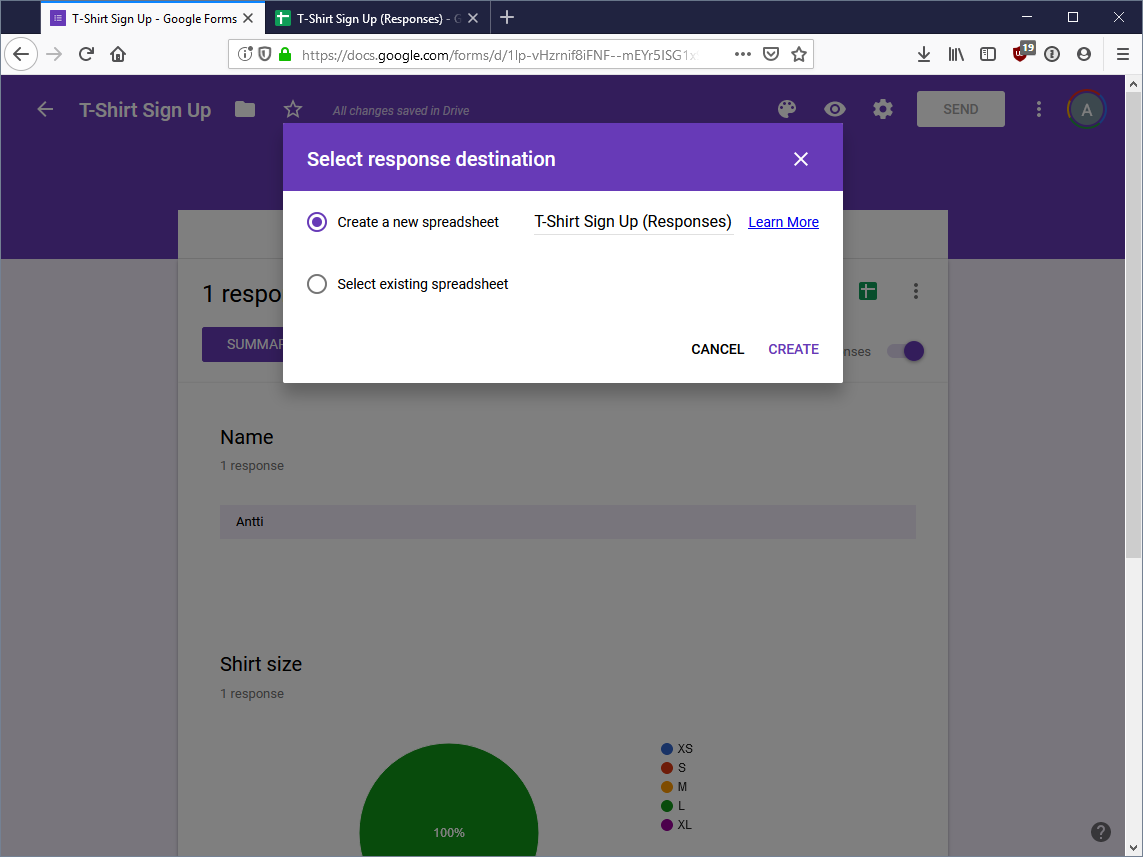 T-Shirt Sign Up - Google Forms
T-Shirt Sign Up (Responses) - G
https://docs.google.com/forms/d/1lp-vHzrnif8iFNF--mEYr5ISG1x
19
T-Shirt Sign Up
All changes saved in Drive
SEND
A
Select response destination
Create a new spreadsheet
T-Shirt Sign Up (Responses)
Learn More
Select existing spreadsheet
1 respo
SUMMAR
CANCEL
CREATE
nses
Name
1 response
Antti
Shirt size
1 response
XS
S
M
L
XL
100%